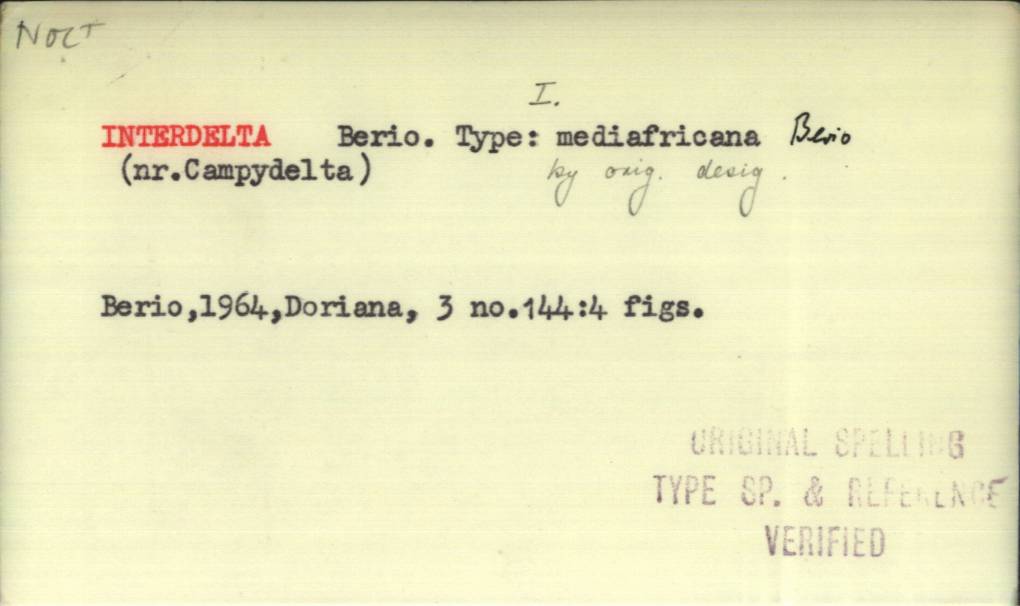 Noct
I.
INTERDELTA Berio. Type: mediafricana Berio
(nr.Campydelta) by orig. desig.
Berio,1964,Doriana, 3 no.144:4 figs.
ORIGINAL SPELLING
TYPE SP. & REFERENCE
VERIFIED